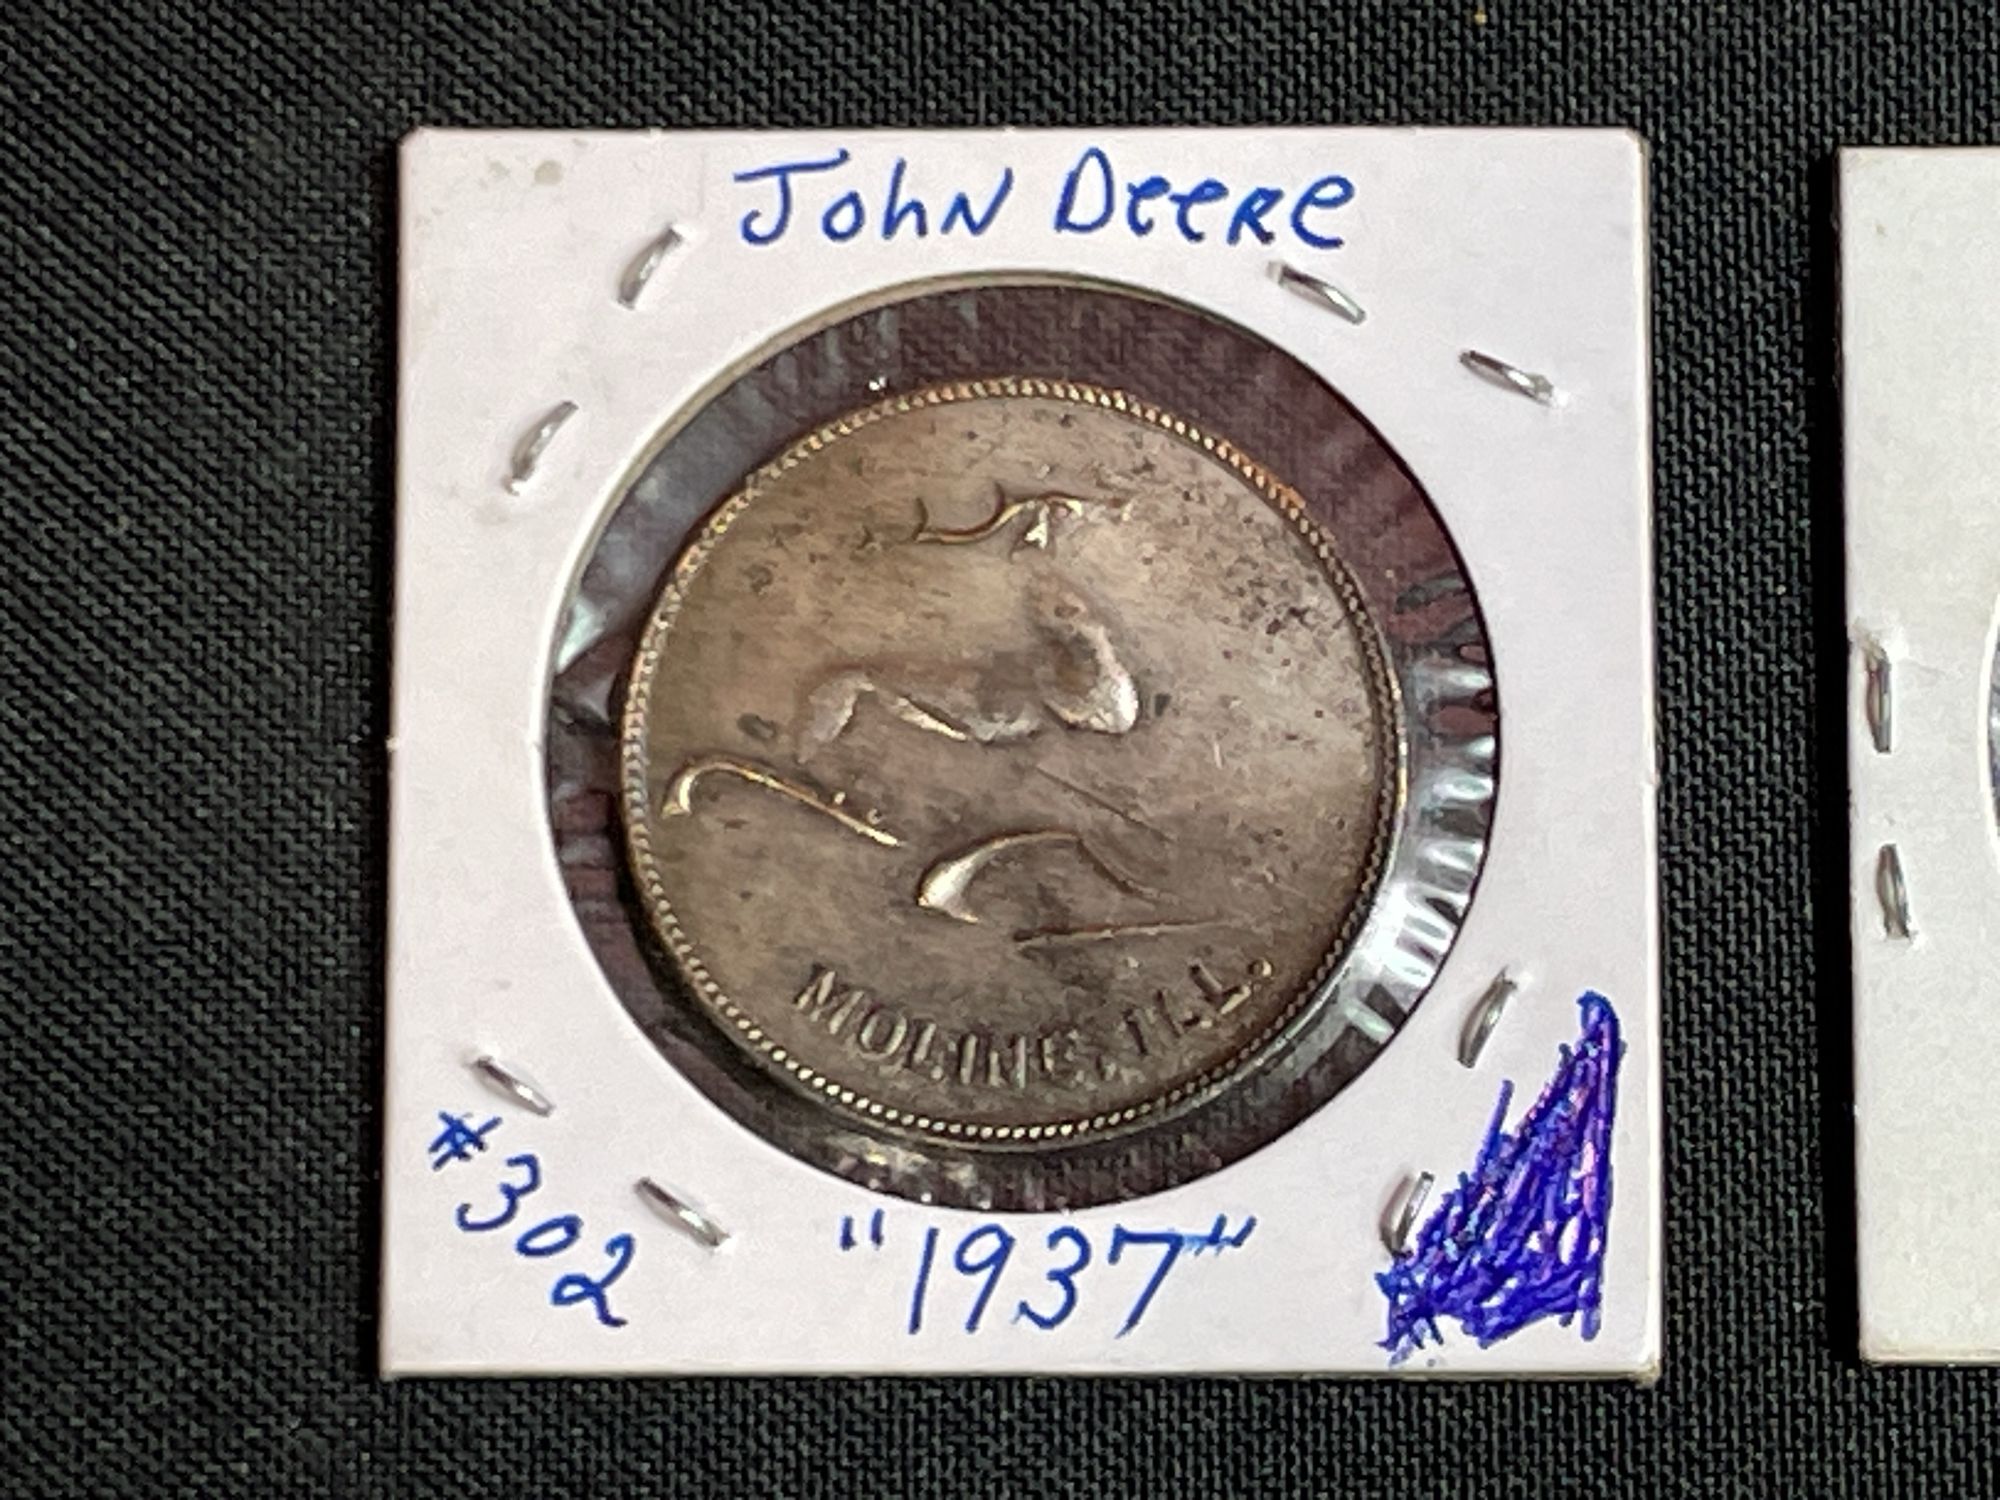 John Deere
MOLINE, ILL.
#302
"1937"